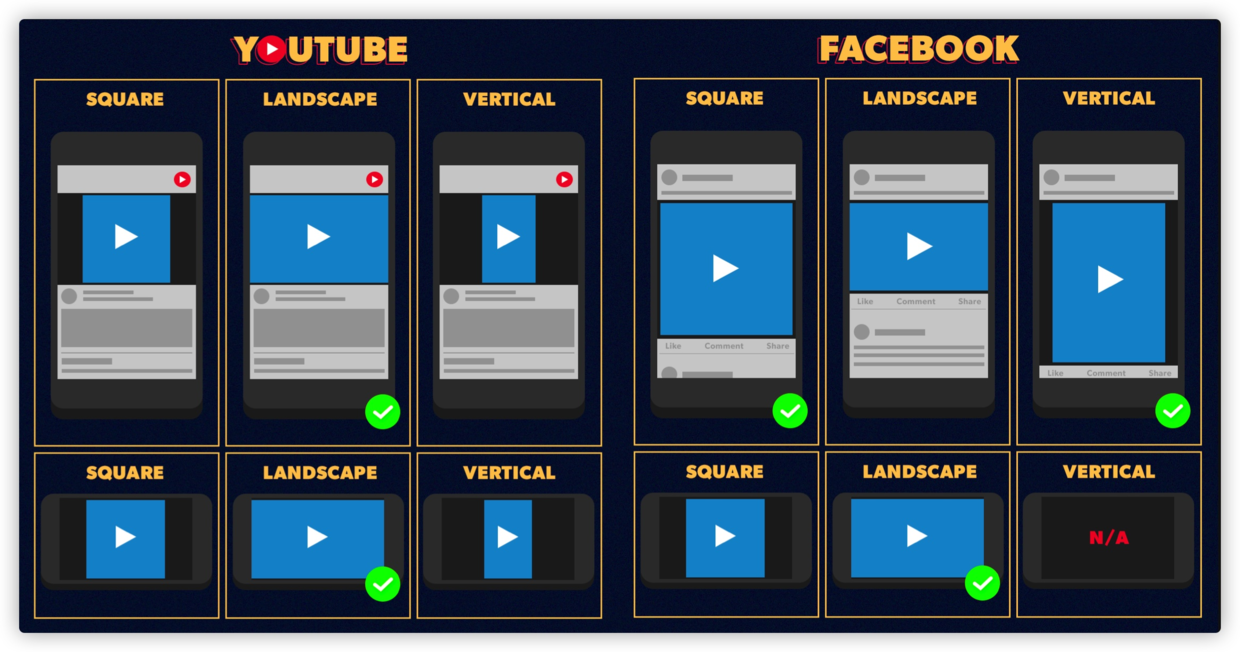 YOUTUBE
FACEBOOK
SQUARE
LANDSCAPE
VERTICAL
SQUARE
LANDSCAPE
VERTICAL
Like Comment Share
Like Comment Share
Like Comment Share
SQUARE
LANDSCAPE
VERTICAL
SQUARE
LANDSCAPE
VERTICAL
N/A